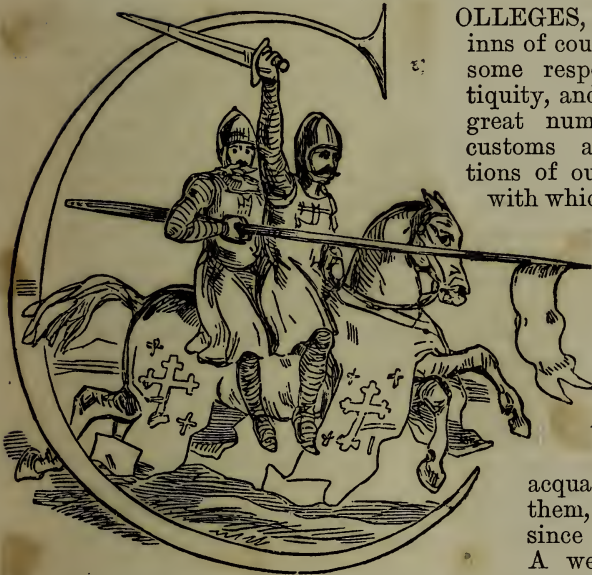 COLLEGES,
inns of cou
some resp
tiquity, and
great num
customs a
tions of ou
with whic
acqua
them,
since
A we